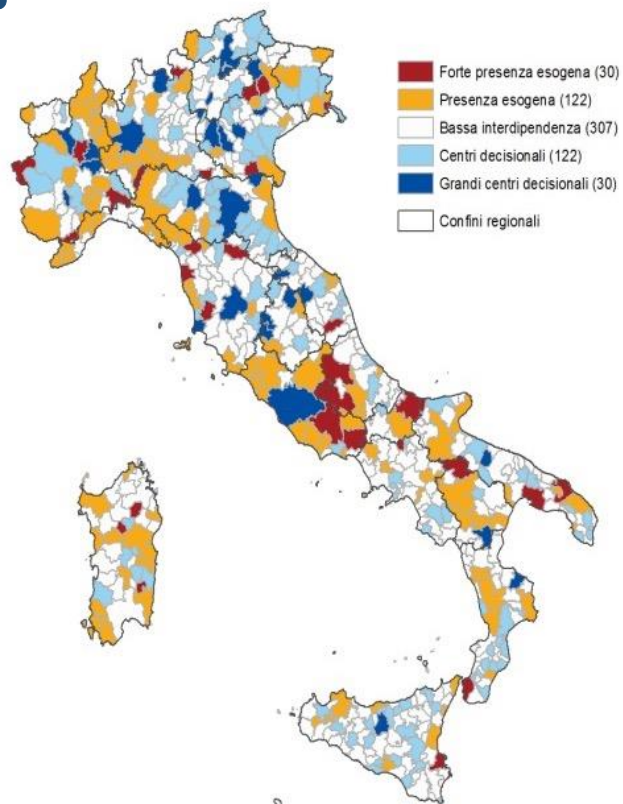 Forte presenza esogena (30)
Presenza esogena (122)
Bassa interdipendenza (307)
Centri decisionali (122)
Grandi centri decisionali (30)
Confini regionali